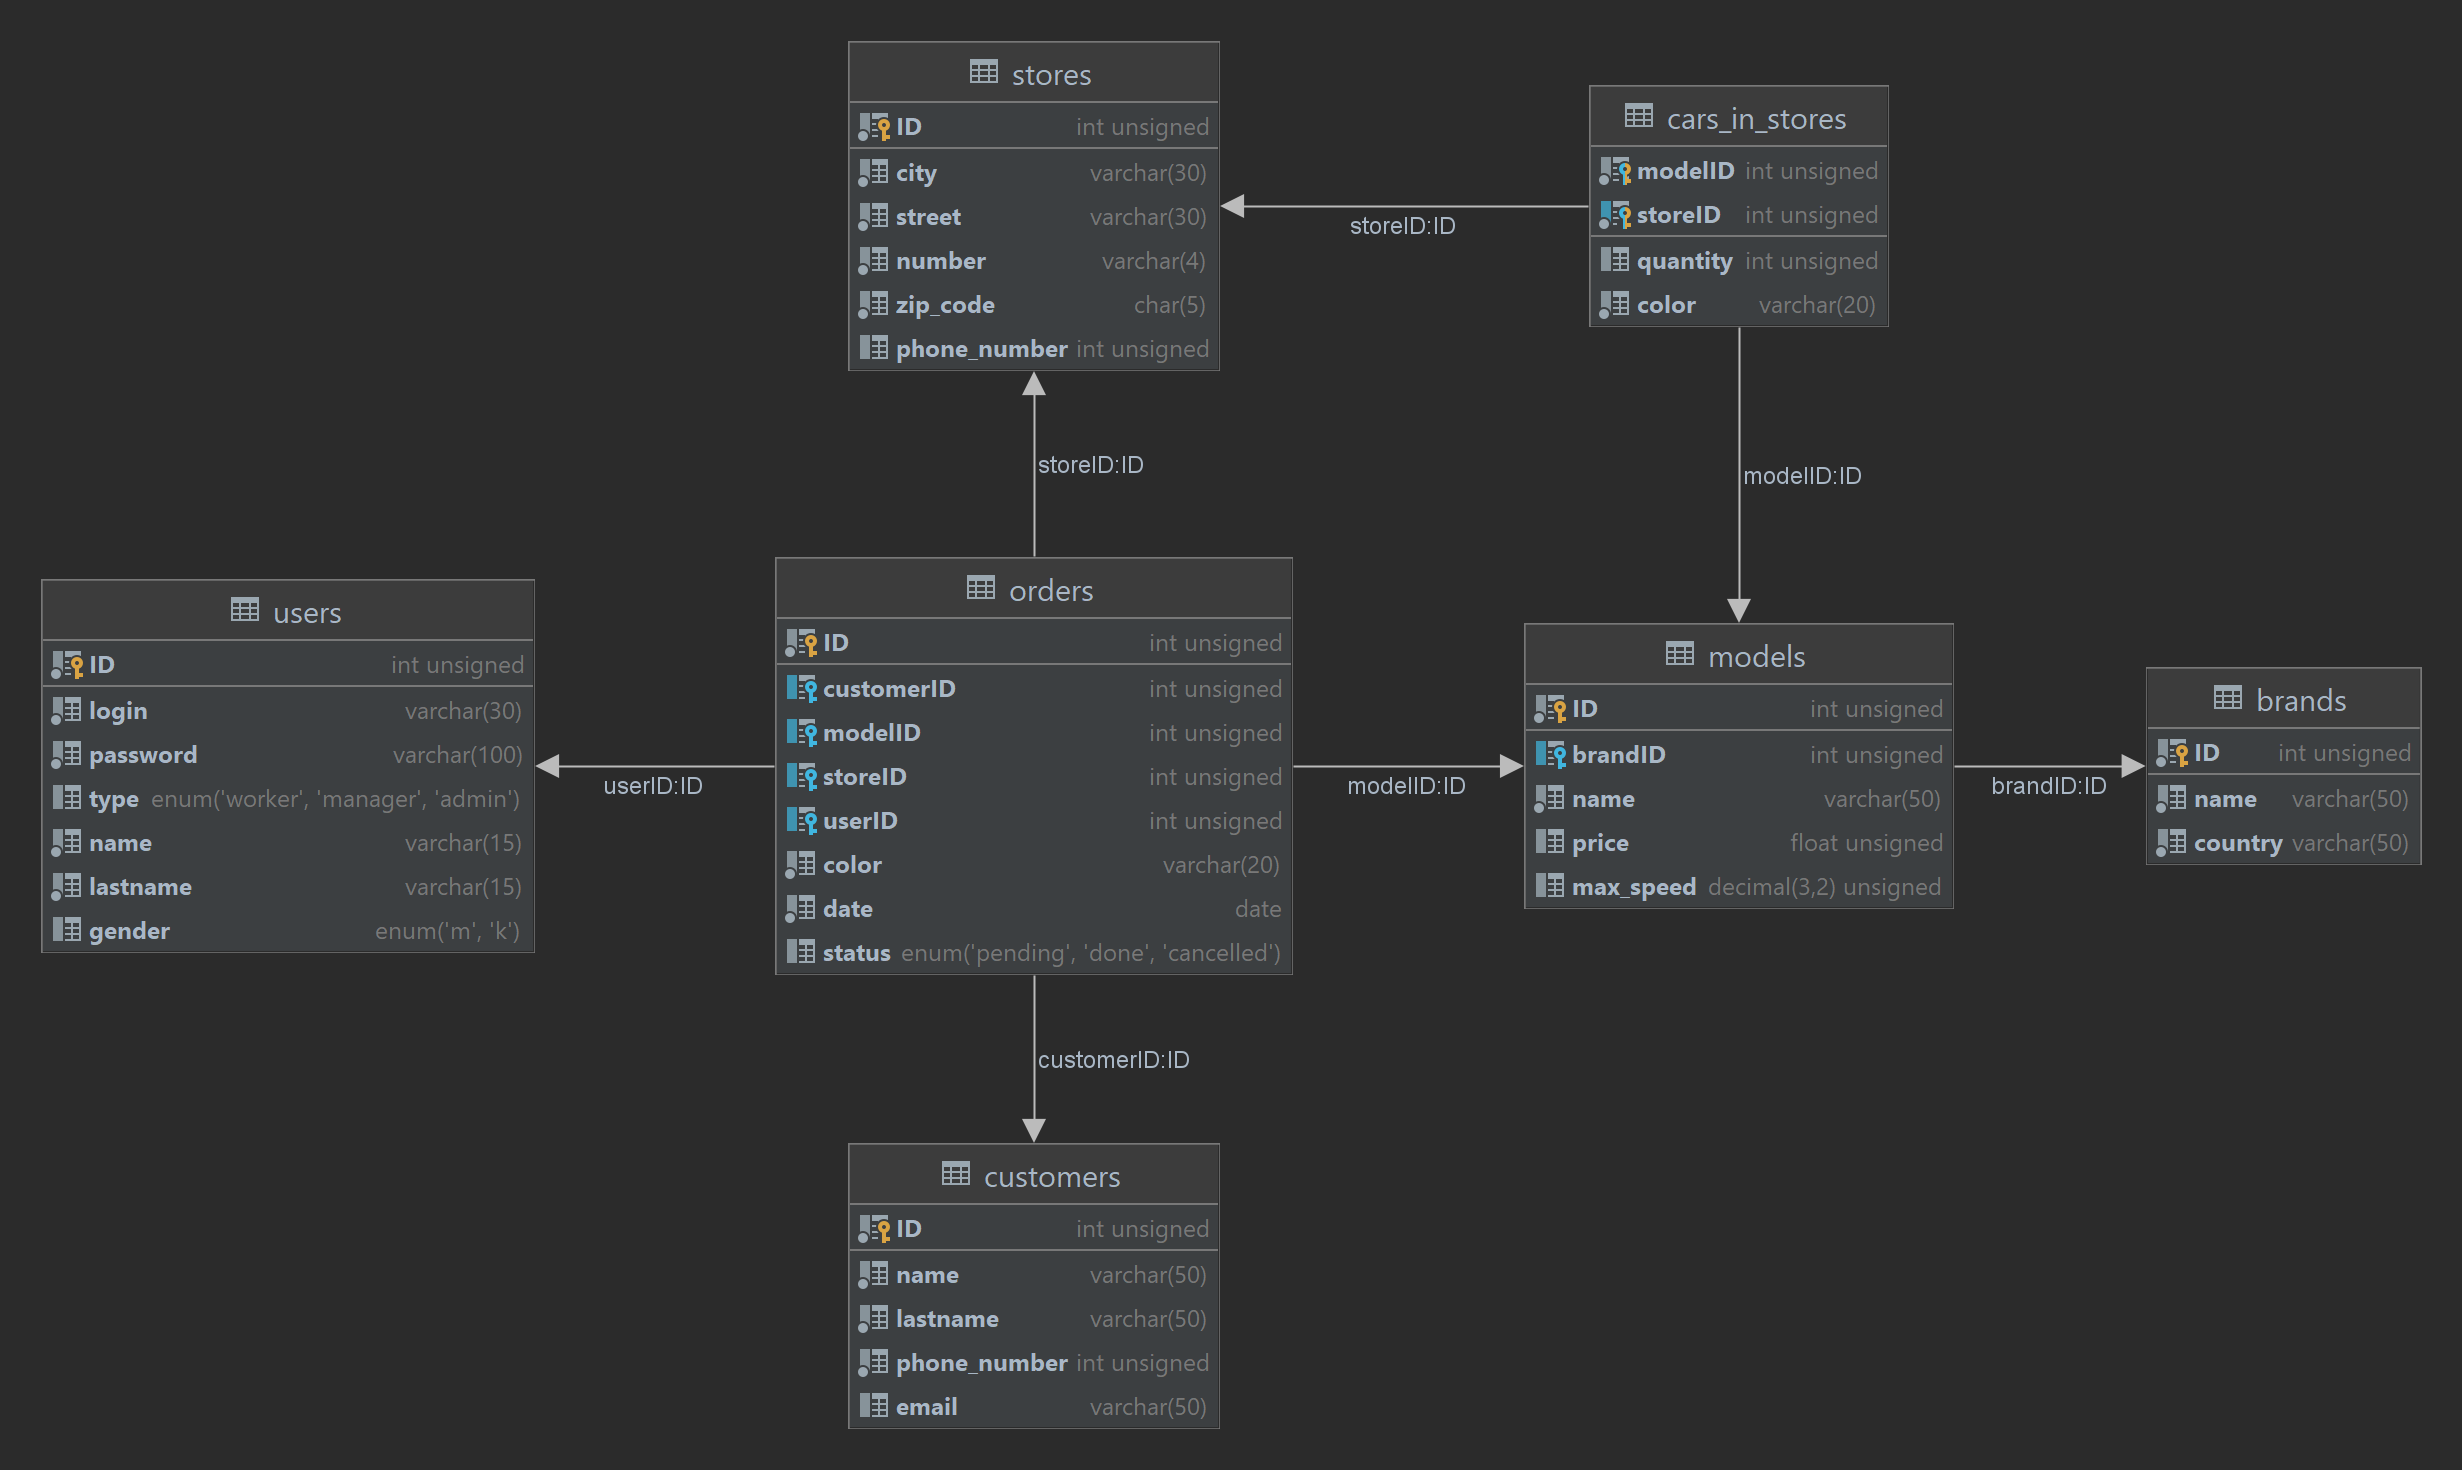 stores
ID int unsigned
city varchar(30)
street varchar(30)
number varchar(4)
zip_code char(5)
phone_number int unsigned
cars_in_stores
modelID int unsigned
storeID int unsigned
quantity int unsigned
color varchar(20)
storeID:ID
storeID:ID
modelID:ID
users
ID int unsigned
login varchar(30)
password varchar(100)
type enum('worker', 'manager', 'admin')
name varchar(15)
lastname varchar(15)
gender enum('m', 'k')
userID:ID
orders
ID int unsigned
customerID int unsigned
modelID int unsigned
storeID int unsigned
userID int unsigned
color varchar(20)
date date
status enum('pending', 'done', 'cancelled')
modelID:ID
models
ID int unsigned
brandID int unsigned
name varchar(50)
price float unsigned
max_speed decimal(3,2) unsigned
brandID:ID
brands
ID int unsigned
name varchar(50)
country varchar(50)
customerID:ID
customers
ID int unsigned
name varchar(50)
lastname varchar(50)
phone_number int unsigned
email varchar(50)